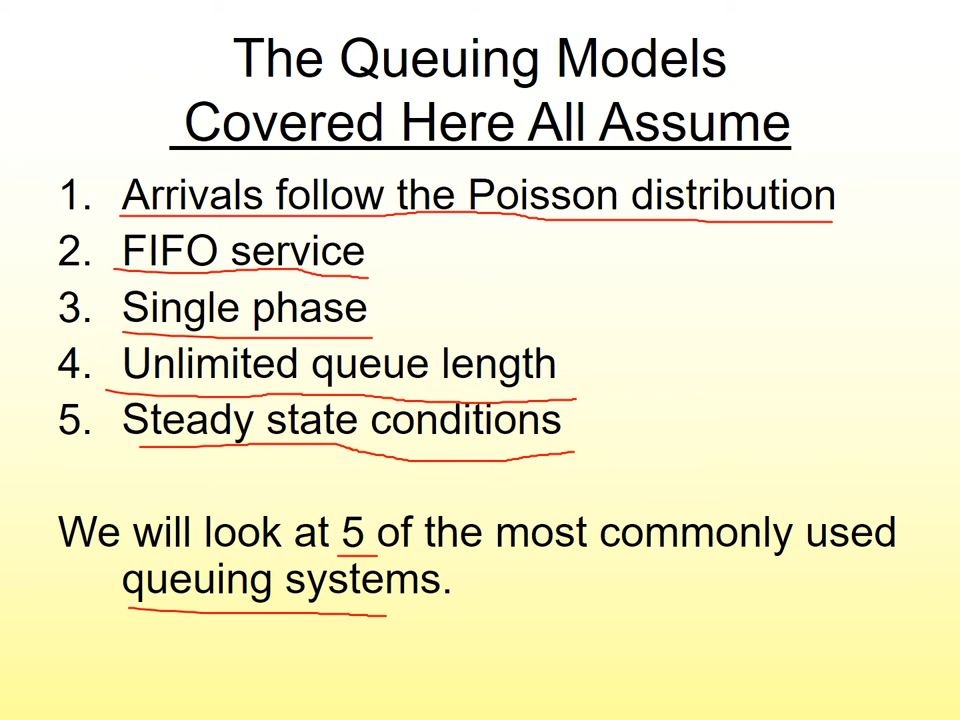 The Queuing Models
Covered Here All Assume
1. Arrivals follow the Poisson distribution
2. FIFO service
3. Single phase
4. Unlimited queue length
5. Steady state conditions
We will look at 5 of the most commonly used
queuing systems.